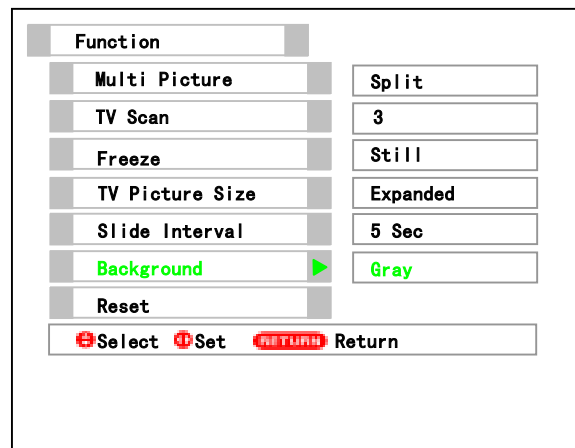 Function
Multi Picture Split
TV Scan 3
Freeze Still
TV Picture Size Expanded
Slide Interval 5 Sec
Background Gray
Reset
Select Set RETURN Return